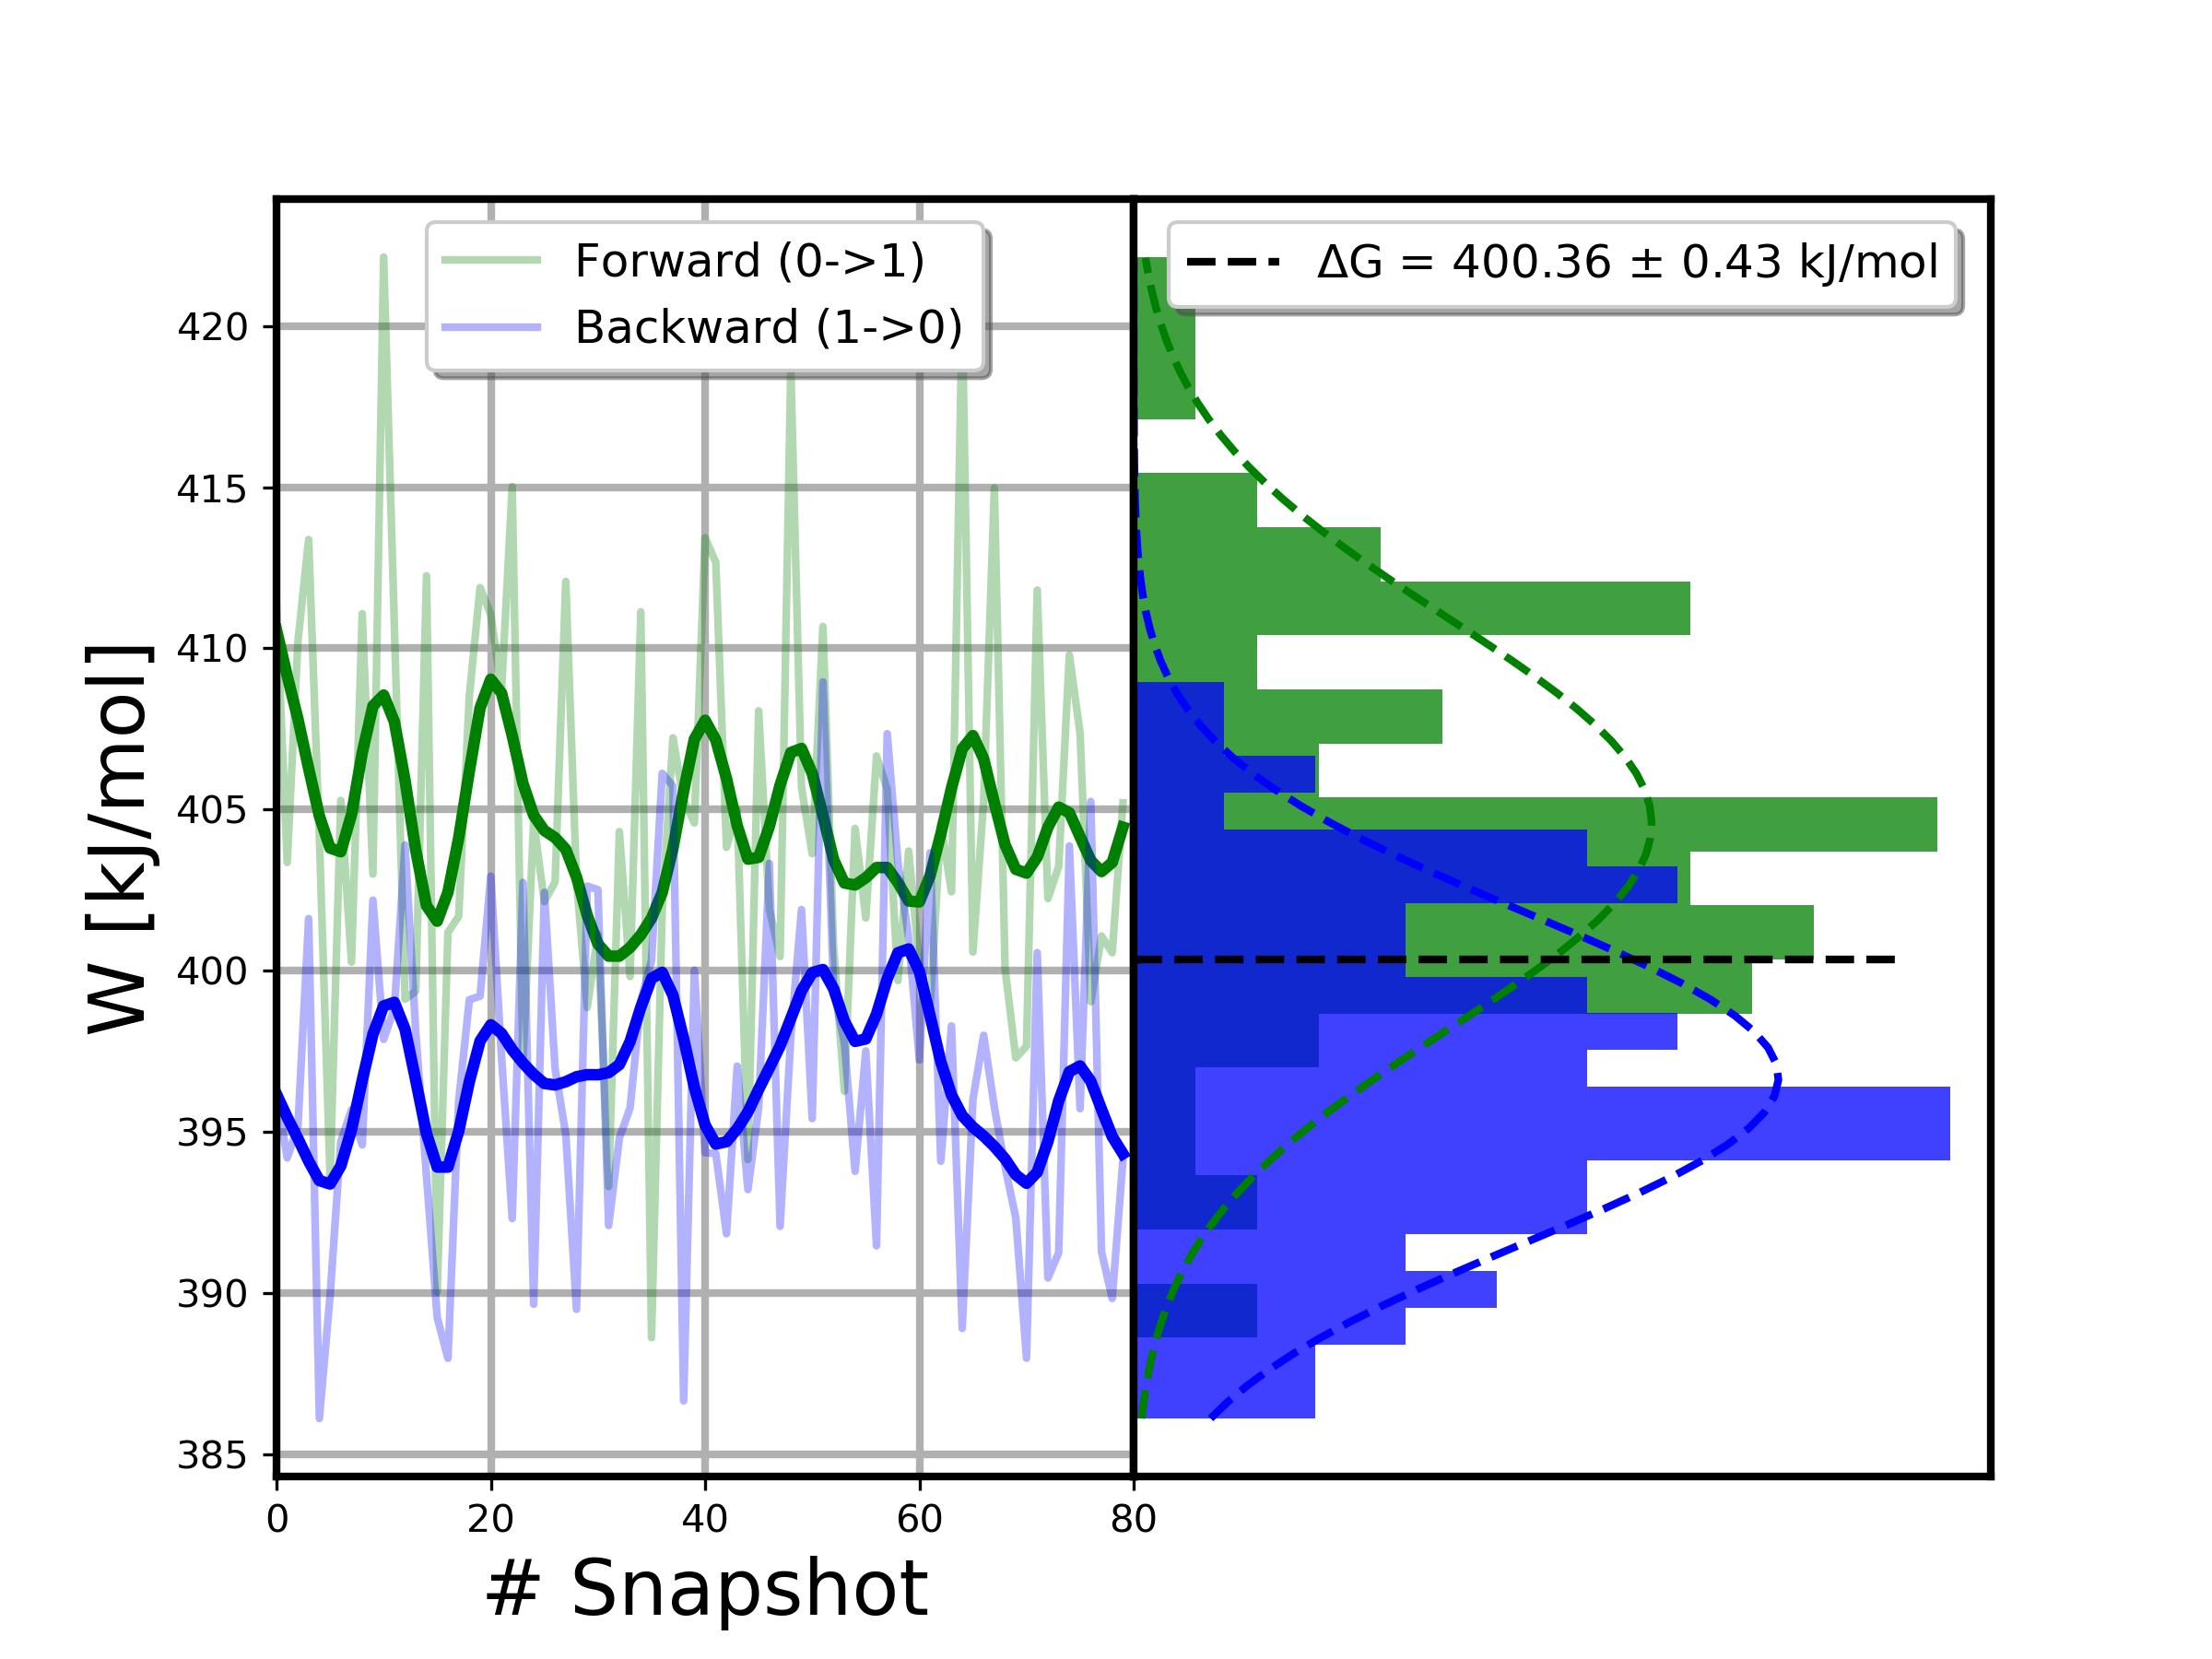 Forward (0->1)
Backward (1->0)
ΔG = 400.36 ± 0.43 kJ/mol
420
415
410
405
400
395
390
385
W [kJ/mol]
0 20 40 60 80
# Snapshot